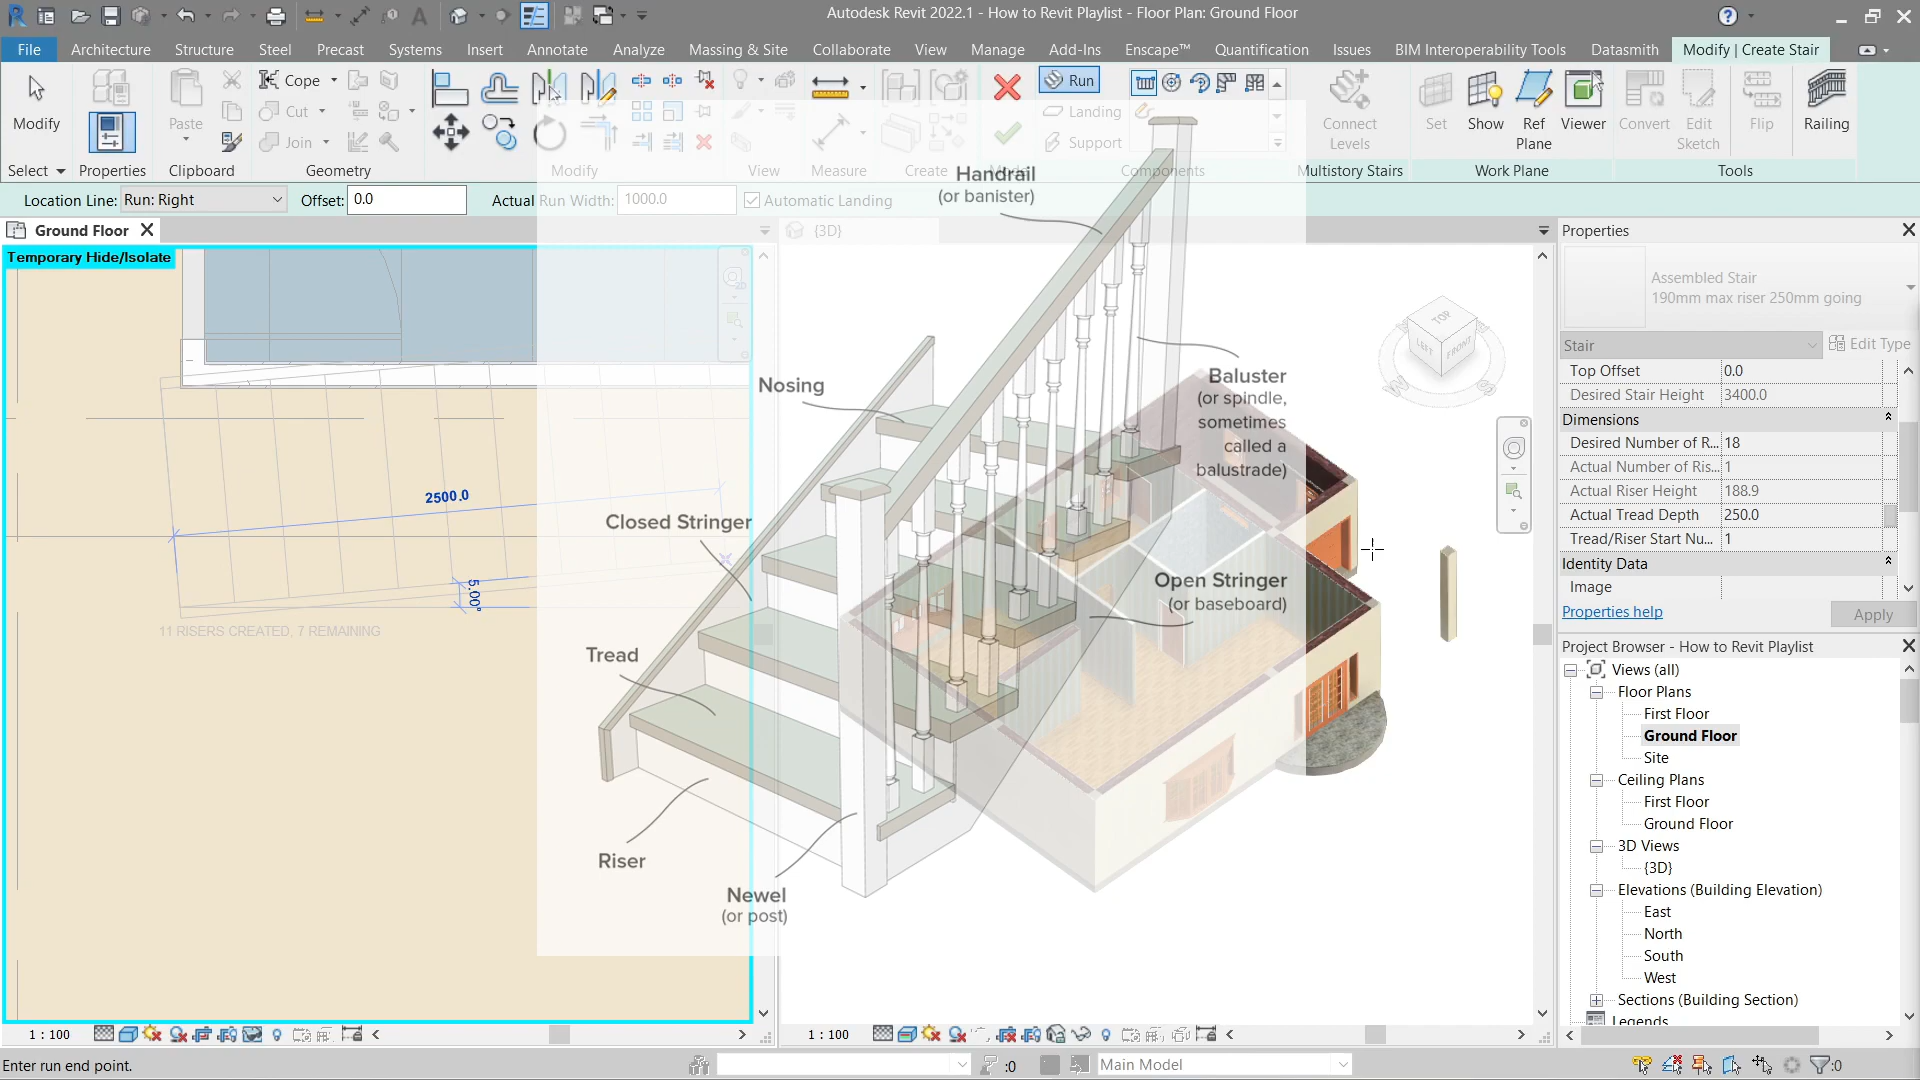 Autodesk Revit 2022.1 - How to Revit Playlist - Floor Plan: Ground Floor
File Architecture Structure Steel Precast Systems Insert Annotate Analyze Massing & Site Collaborate View Manage Add-Ins Enscape™ Quantification Issues BIM Interoperability Tools Datasmith Modify | Create Stair
Modify
Paste
Cope
Cut
Join
Run
Landing
Support
Connect Levels
Set
Show
Ref Plane
Viewer
Convert
Edit Sketch
Flip
Railing
Select Properties Clipboard Geometry Modify View Measure Create Mode Components Multistory Stairs Work Plane Tools
Location Line: Run: Right Offset: 0.0 Actual Run Width: 1000.0 Automatic Landing
Ground Floor
{3D}
Temporary Hide/Isolate
2500.0
5.00°
11 RISERS CREATED, 7 REMAINING
Handrail
(or banister)
Nosing
Baluster
(or spindle,
sometimes
called a
balustrade)
Closed Stringer
Open Stringer
(or baseboard)
Tread
Riser
Newel
(or post)
TOP
LEFT
FRONT
Properties
Assembled Stair
190mm max riser 250mm going
Stair Edit Type
Top Offset 0.0
Desired Stair Height 3400.0
Dimensions
Desired Number of R... 18
Actual Number of Ris... 1
Actual Riser Height 188.9
Actual Tread Depth 250.0
Tread/Riser Start Nu... 1
Identity Data
Image
Properties help Apply
Project Browser - How to Revit Playlist
Views (all)
Floor Plans
First Floor
Ground Floor
Site
Ceiling Plans
First Floor
Ground Floor
3D Views
{3D}
Elevations (Building Elevation)
East
North
South
West
Sections (Building Section)
Legends
1 : 100
1 : 100
Enter run end point.
:0
Main Model
:0